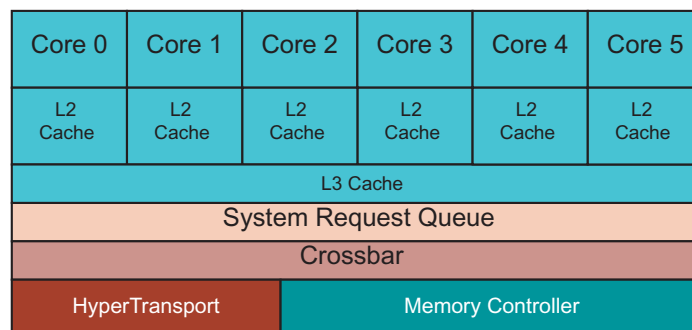 Core 0 Core 1 Core 2 Core 3 Core 4 Core 5
L2 L2 L2 L2 L2 L2
Cache Cache Cache Cache Cache Cache
L3 Cache
System Request Queue
Crossbar
HyperTransport Memory Controller